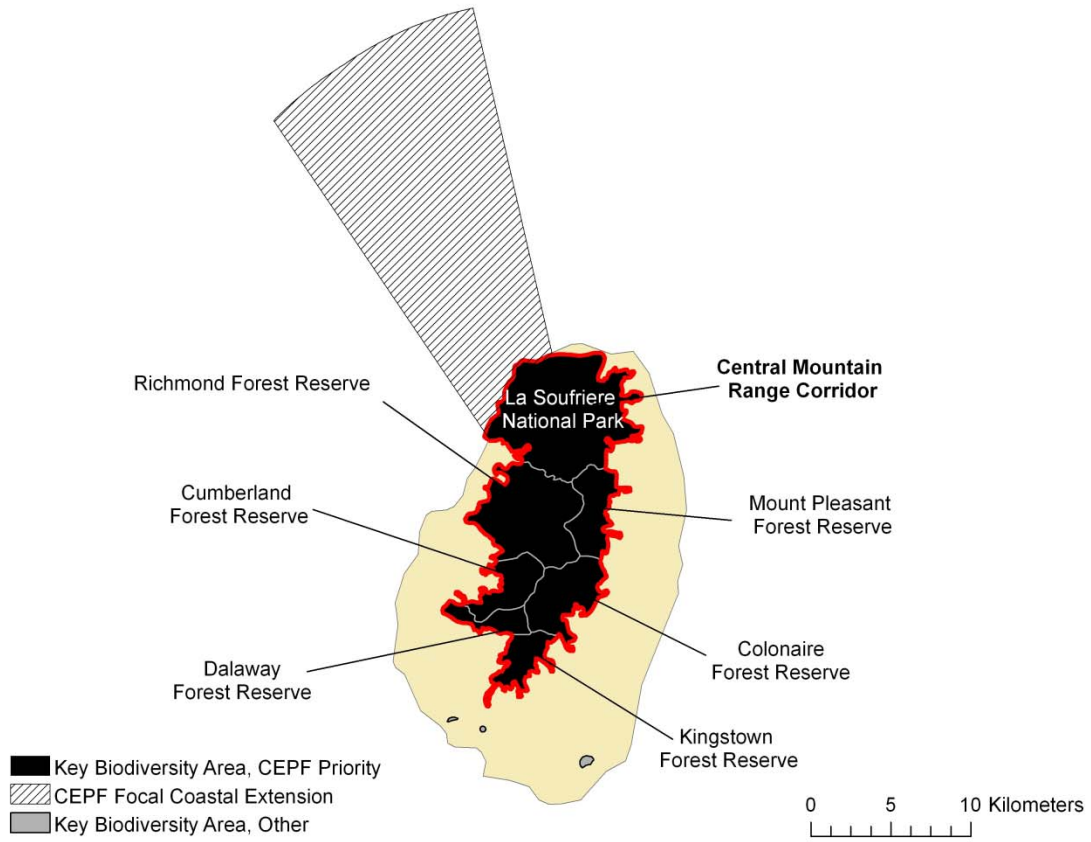 Richmond Forest Reserve
La Soufriere
National Park
Central Mountain
Range Corridor
Cumberland
Forest Reserve
Mount Pleasant
Forest Reserve
Dalaway
Forest Reserve
Colonaire
Forest Reserve
Kingstown
Forest Reserve
Key Biodiversity Area, CEPF Priority
CEPF Focal Coastal Extension
Key Biodiversity Area, Other
0 5 10 Kilometers